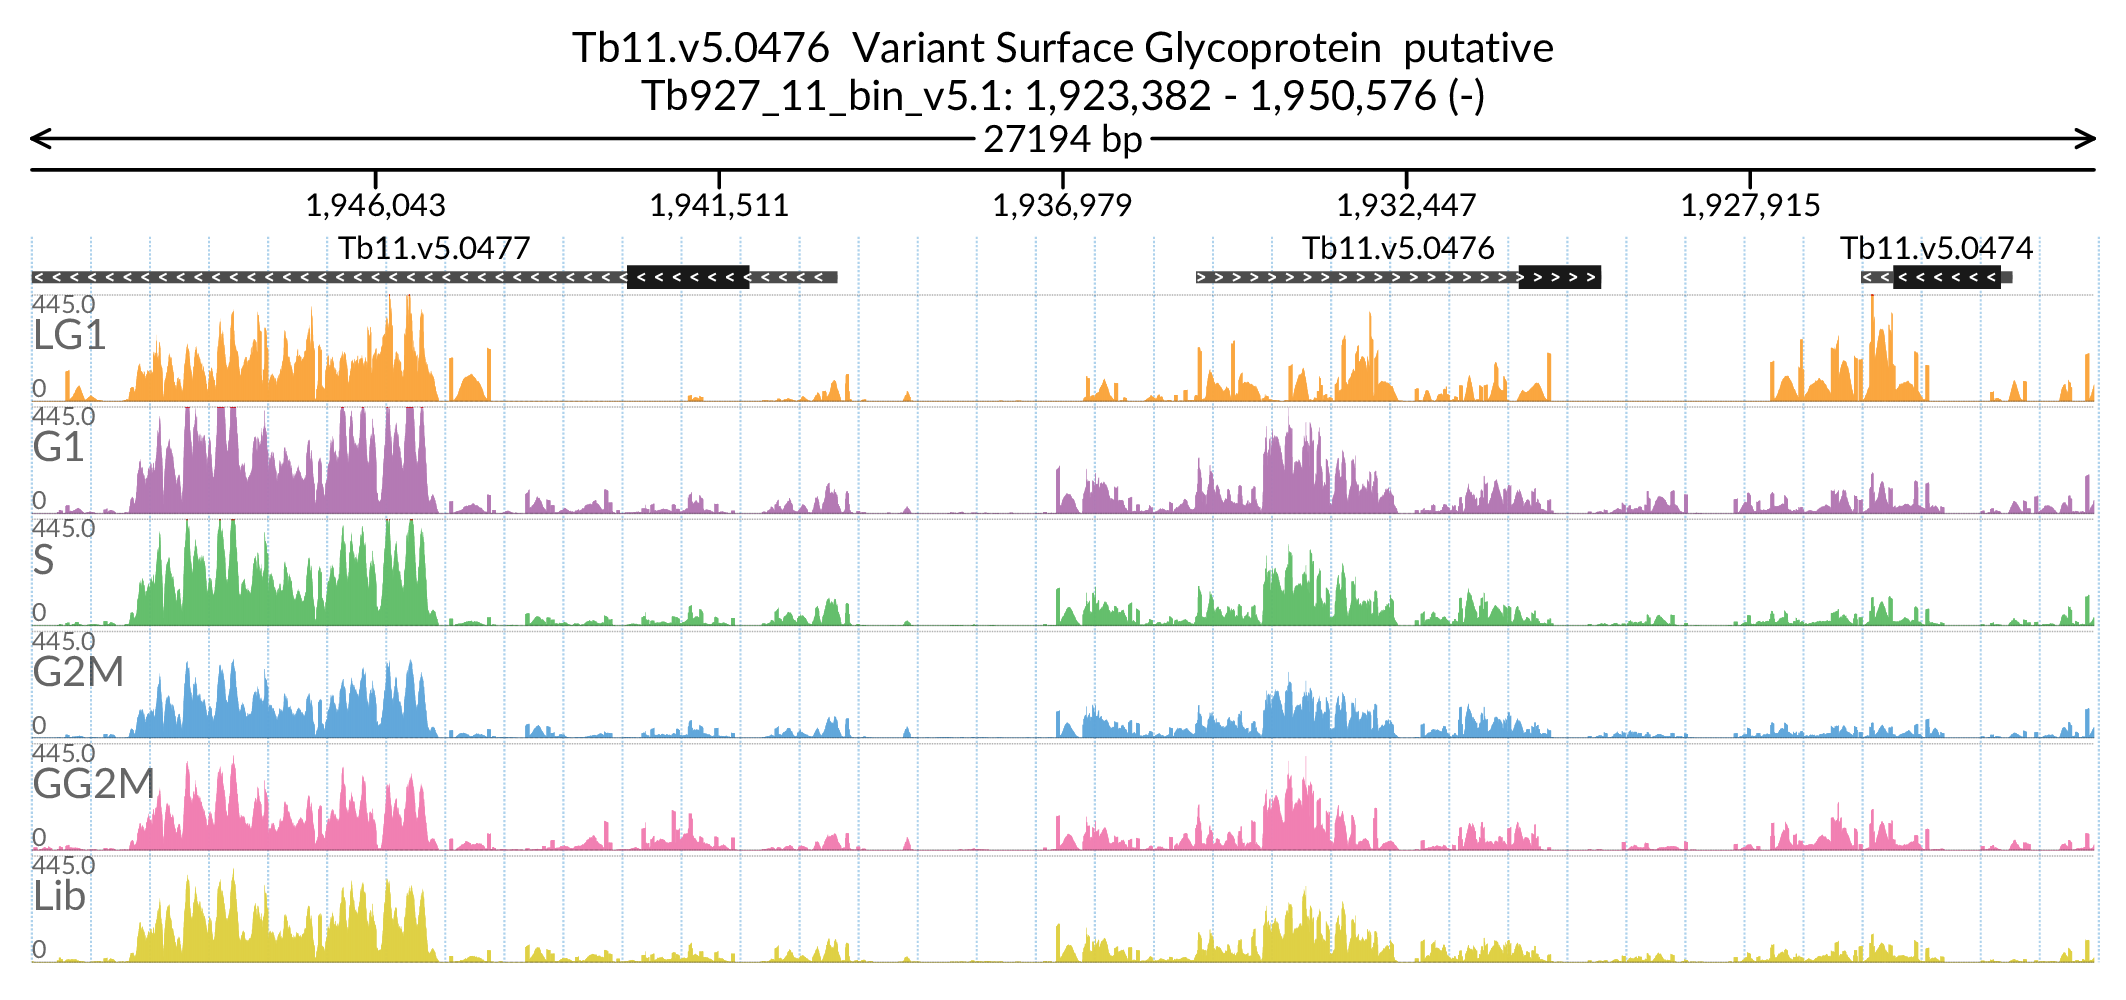 Tb11.v5.0476 Variant Surface Glycoprotein putative
Tb927_11_bin_v5.1: 1,923,382 - 1,950,576 (-)
27194 bp
1,946,043 1,941,511 1,936,979 1,932,447 1,927,915
Tb11.v5.0477 Tb11.v5.0476 Tb11.v5.0474
445.0
LG1
0
445.0
G1
0
445.0
S
0
445.0
G2M
0
445.0
GG2M
0
445.0
Lib
0